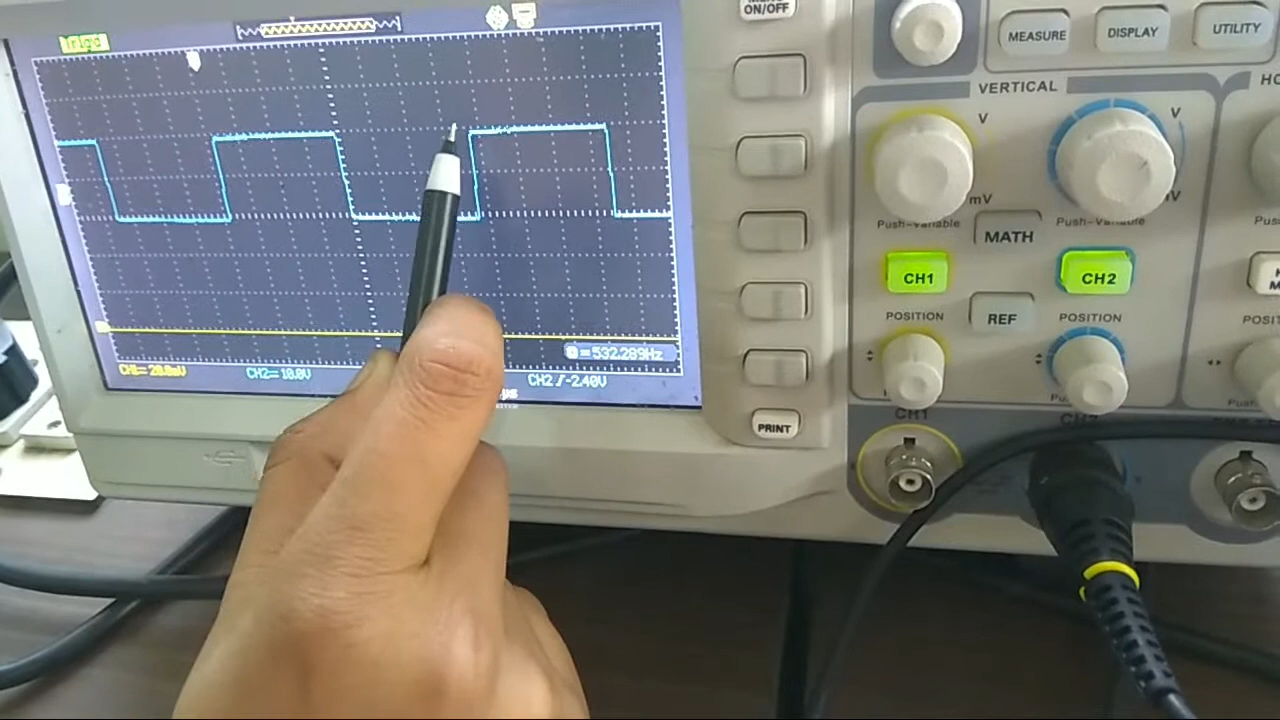 ON/OFF
MEASURE
DISPLAY
UTILITY
VERTICAL
V
V
mV
Push-Variable
Push-Variable
MATH
CH1
CH2
POSITION
REF
POSITION
CH1
PRINT
= 532.289Hz
CH1= 20.0mV
CH2= 10.0V
CH2 -2.40V